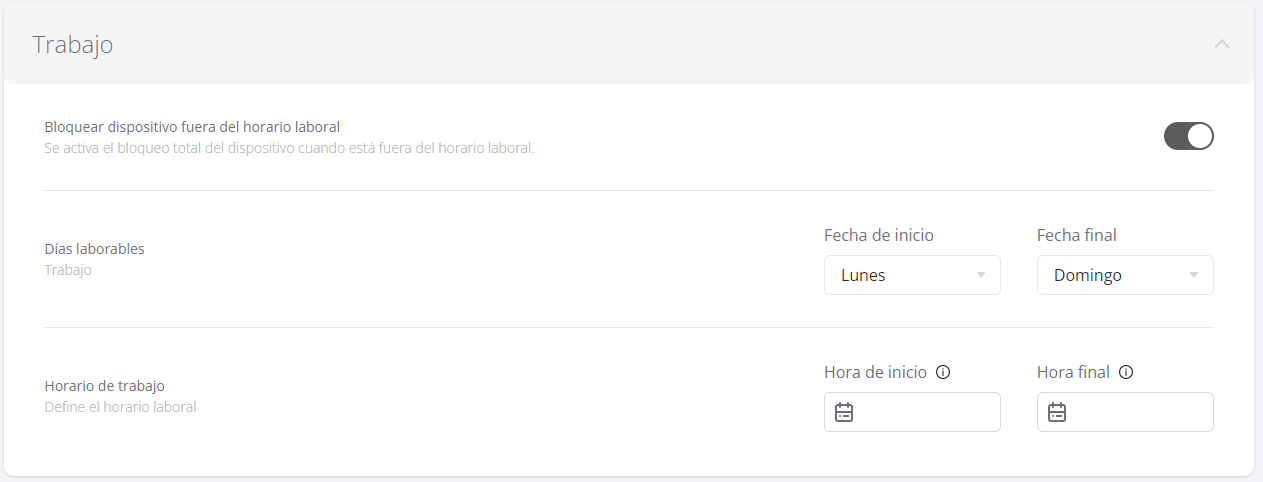 Trabajo
Bloquear dispositivo fuera del horario laboral
Se activa el bloqueo total del dispositivo cuando está fuera del horario laboral.
Días laborables
Trabajo
Fecha de inicio
Lunes
Fecha final
Domingo
Horario de trabajo
Define el horario laboral
Hora de inicio
Hora final